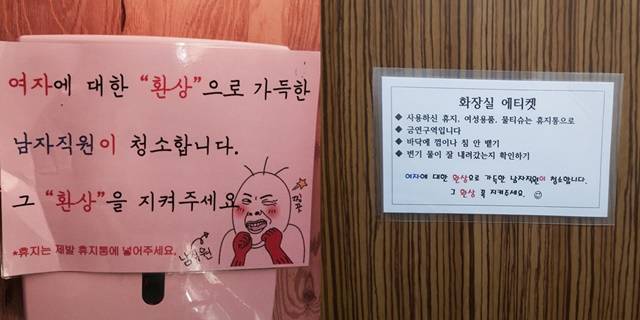 여자에 대한 "환상"으로 가득한
남자직원이 청소합니다.
그 "환상"을 지켜주세요
*휴지는 제발 휴지통에 넣어주세요.
남직원
화장실 에티켓
◆ 사용하신 휴지, 여성용품, 물티슈는 휴지통으로
◆ 금연구역입니다
◆ 바닥에 껌이나 침 안 뱉기
◆ 변기 물이 잘 내려갔는지 확인하기
여자에 대한 환상으로 가득한 남자직원이 청소합니다.
그 환상 꼭 지켜주세요. ☺